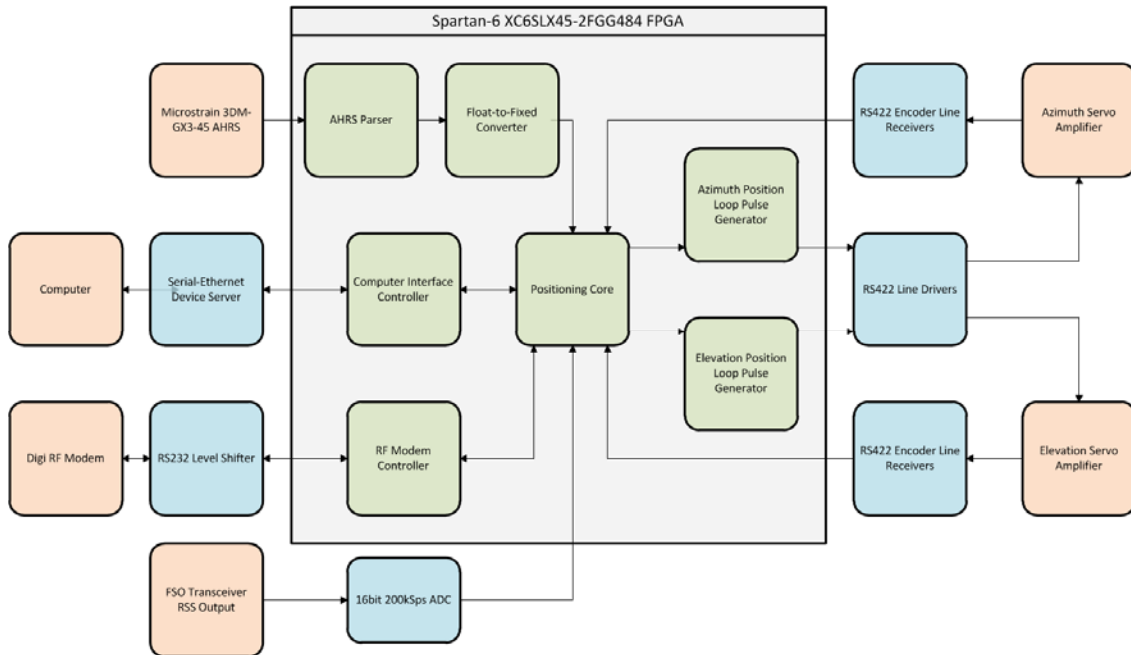 Spartan-6 XC6SLX45-2FGG484 FPGA
Microstrain 3DM-
GX3-45 AHRS
AHRS Parser
Float-to-Fixed
Converter
RS422 Encoder Line
Receivers
Azimuth Servo
Amplifier
Azimuth Position
Loop Pulse
Generator
Computer
Serial-Ethernet
Device Server
Computer Interface
Controller
Positioning Core
RS422 Line Drivers
Elevation Position
Loop Pulse
Generator
Digi RF Modem
RS232 Level Shifter
RF Modem
Controller
RS422 Encoder Line
Receivers
Elevation Servo
Amplifier
FSO Transceiver
RSS Output
16bit 200kSps ADC